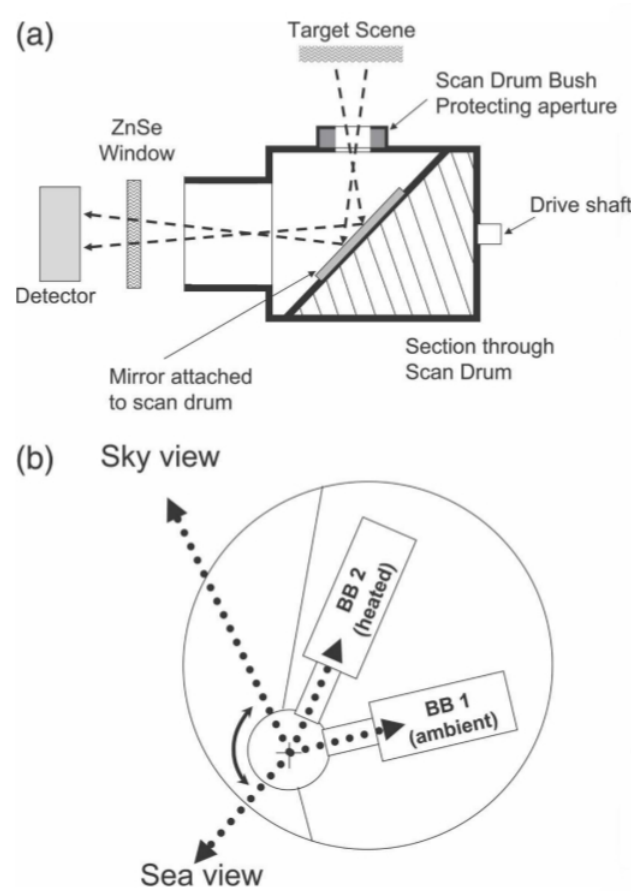 (a)
Target Scene
Scan Drum Bush
Protecting aperture
ZnSe
Window
Drive shaft
Detector
Section through
Scan Drum
Mirror attached
to scan drum
(b)
Sky view
BB 2
(heated)
BB 1
(ambient)
Sea view